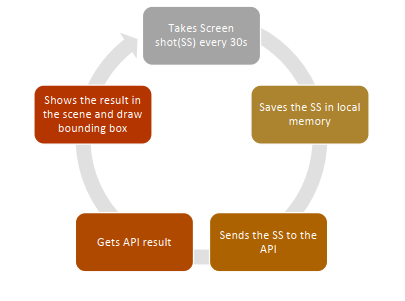 Takes Screen
shot(SS) every 30s
Saves the SS in local
memory
Sends the SS to the
API
Gets API result
Shows the result in
the scene and draw
bounding box